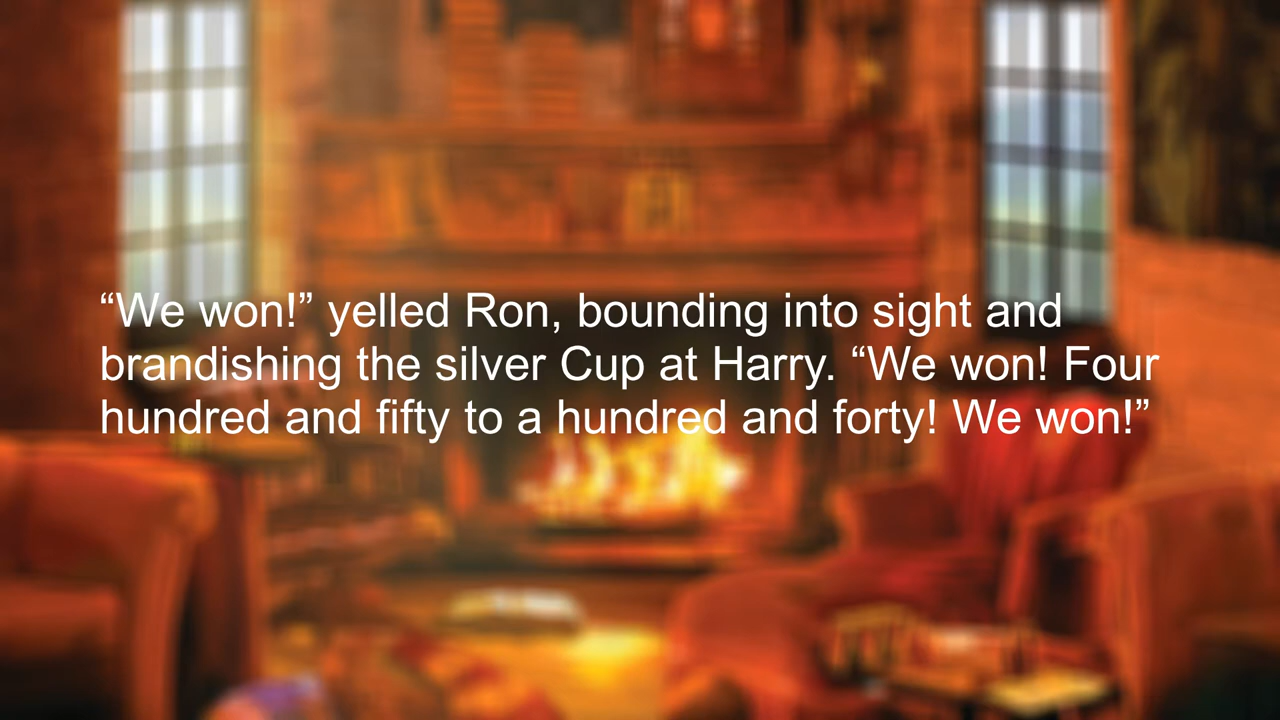 “We won!” yelled Ron, bounding into sight and
brandishing the silver Cup at Harry. “We won! Four
hundred and fifty to a hundred and forty! We won!”